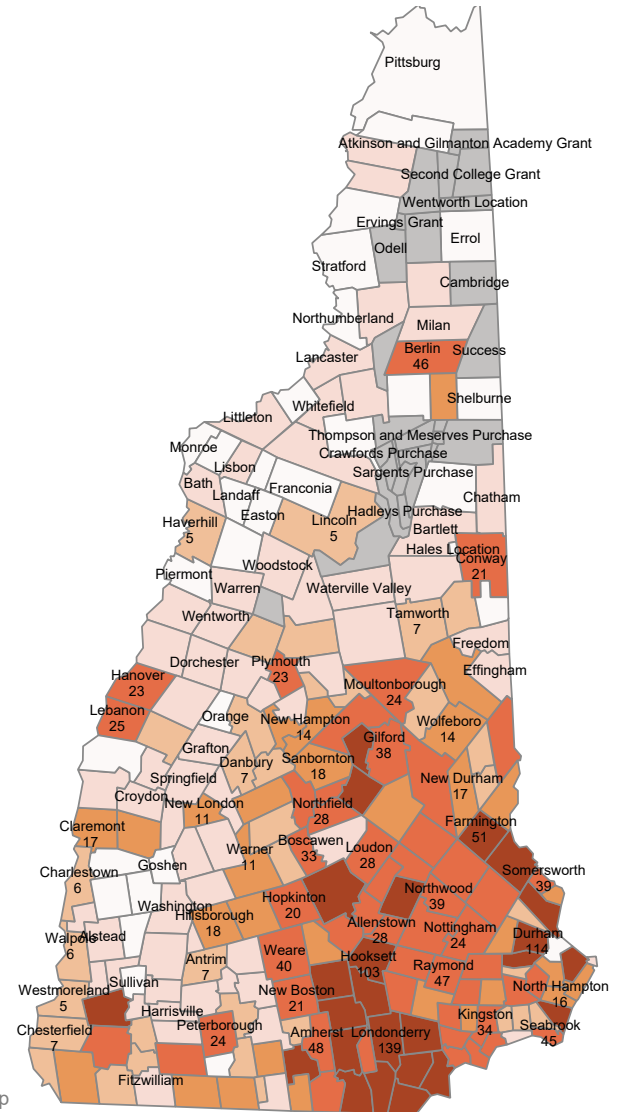 Pittsburg
Atkinson and Gilmanton Academy Grant
Second College Grant
Wentworth Location
Ervings Grant
Errol
Odell
Stratford
Cambridge
Northumberland
Milan
Berlin
46
Success
Lancaster
Shelburne
Whitefield
Littleton
Thompson and Meserves Purchase
Monroe
Crawfords Purchase
Lisbon
Sargents Purchase
Bath
Franconia
Landaff
Chatham
Easton
Hadleys Purchase
Haverhill
5
Lincoln
5
Bartlett
Hales Location
Conway
21
Woodstock
Piermont
Warren
Waterville Valley
Wentworth
Tamworth
7
Freedom
Dorchester
Plymouth
23
Effingham
Hanover
23
Moultonborough
24
Lebanon
25
Orange
New Hampton
14
Wolfeboro
14
Gilford
38
Grafton
Sanbornton
18
Danbury
7
Springfield
New Durham
17
Croydon
New London
11
Northfield
28
Claremont
17
Farmington
51
Boscawen
33
Loudon
28
Warner
11
Goshen
Charlestown
6
Somersworth
39
Northwood
39
Hopkinton
20
Washington
Hillsborough
18
Allenstown
28
Nottingham
24
Durham
114
Walpole
6
Alstead
Weare
40
Hooksett
103
Antrim
7
Raymond
47
Sullivan
Westmoreland
5
New Boston
21
North Hampton
16
Harrisville
Kingston
34
Peterborough
24
Seabrook
45
Chesterfield
7
Amherst
48
Londonderry
139
Fitzwilliam
p